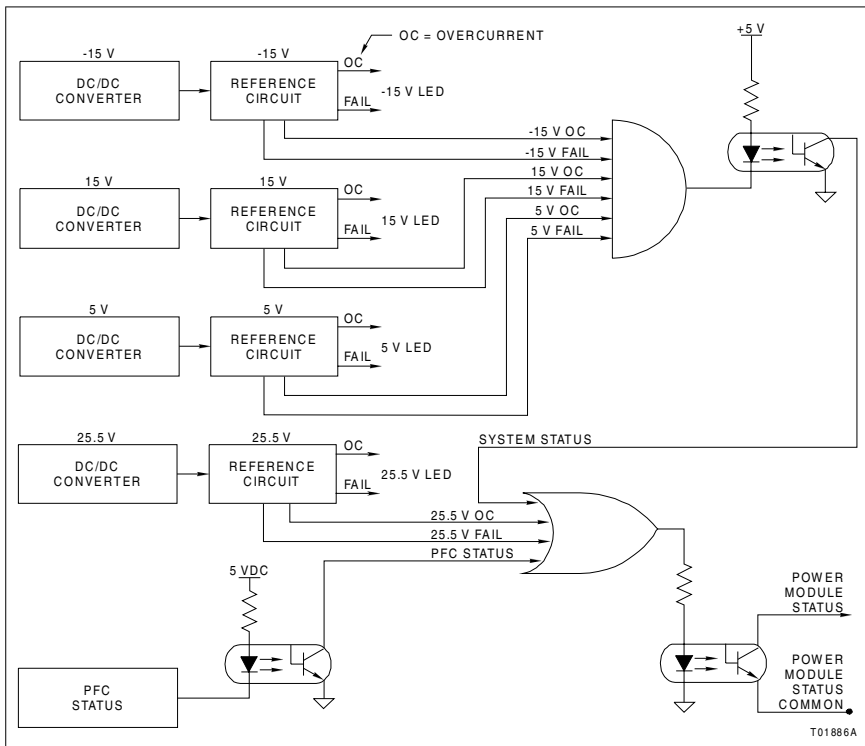 OC = OVERCURRENT
+5 V
-15 V
DC/DC
CONVERTER
-15 V
REFERENCE
CIRCUIT
OC
FAIL
-15 V LED
-15 V OC
-15 V FAIL
15 V OC
15 V FAIL
5 V OC
5 V FAIL
15 V
DC/DC
CONVERTER
15 V
REFERENCE
CIRCUIT
OC
FAIL
15 V LED
5 V
DC/DC
CONVERTER
5 V
REFERENCE
CIRCUIT
OC
FAIL
5 V LED
SYSTEM STATUS
25.5 V
DC/DC
CONVERTER
25.5 V
REFERENCE
CIRCUIT
OC
FAIL
25.5 V LED
25.5 V OC
25.5 V FAIL
PFC STATUS
5 VDC
PFC
STATUS
POWER
MODULE
STATUS
POWER
MODULE
STATUS
COMMON
T01886A